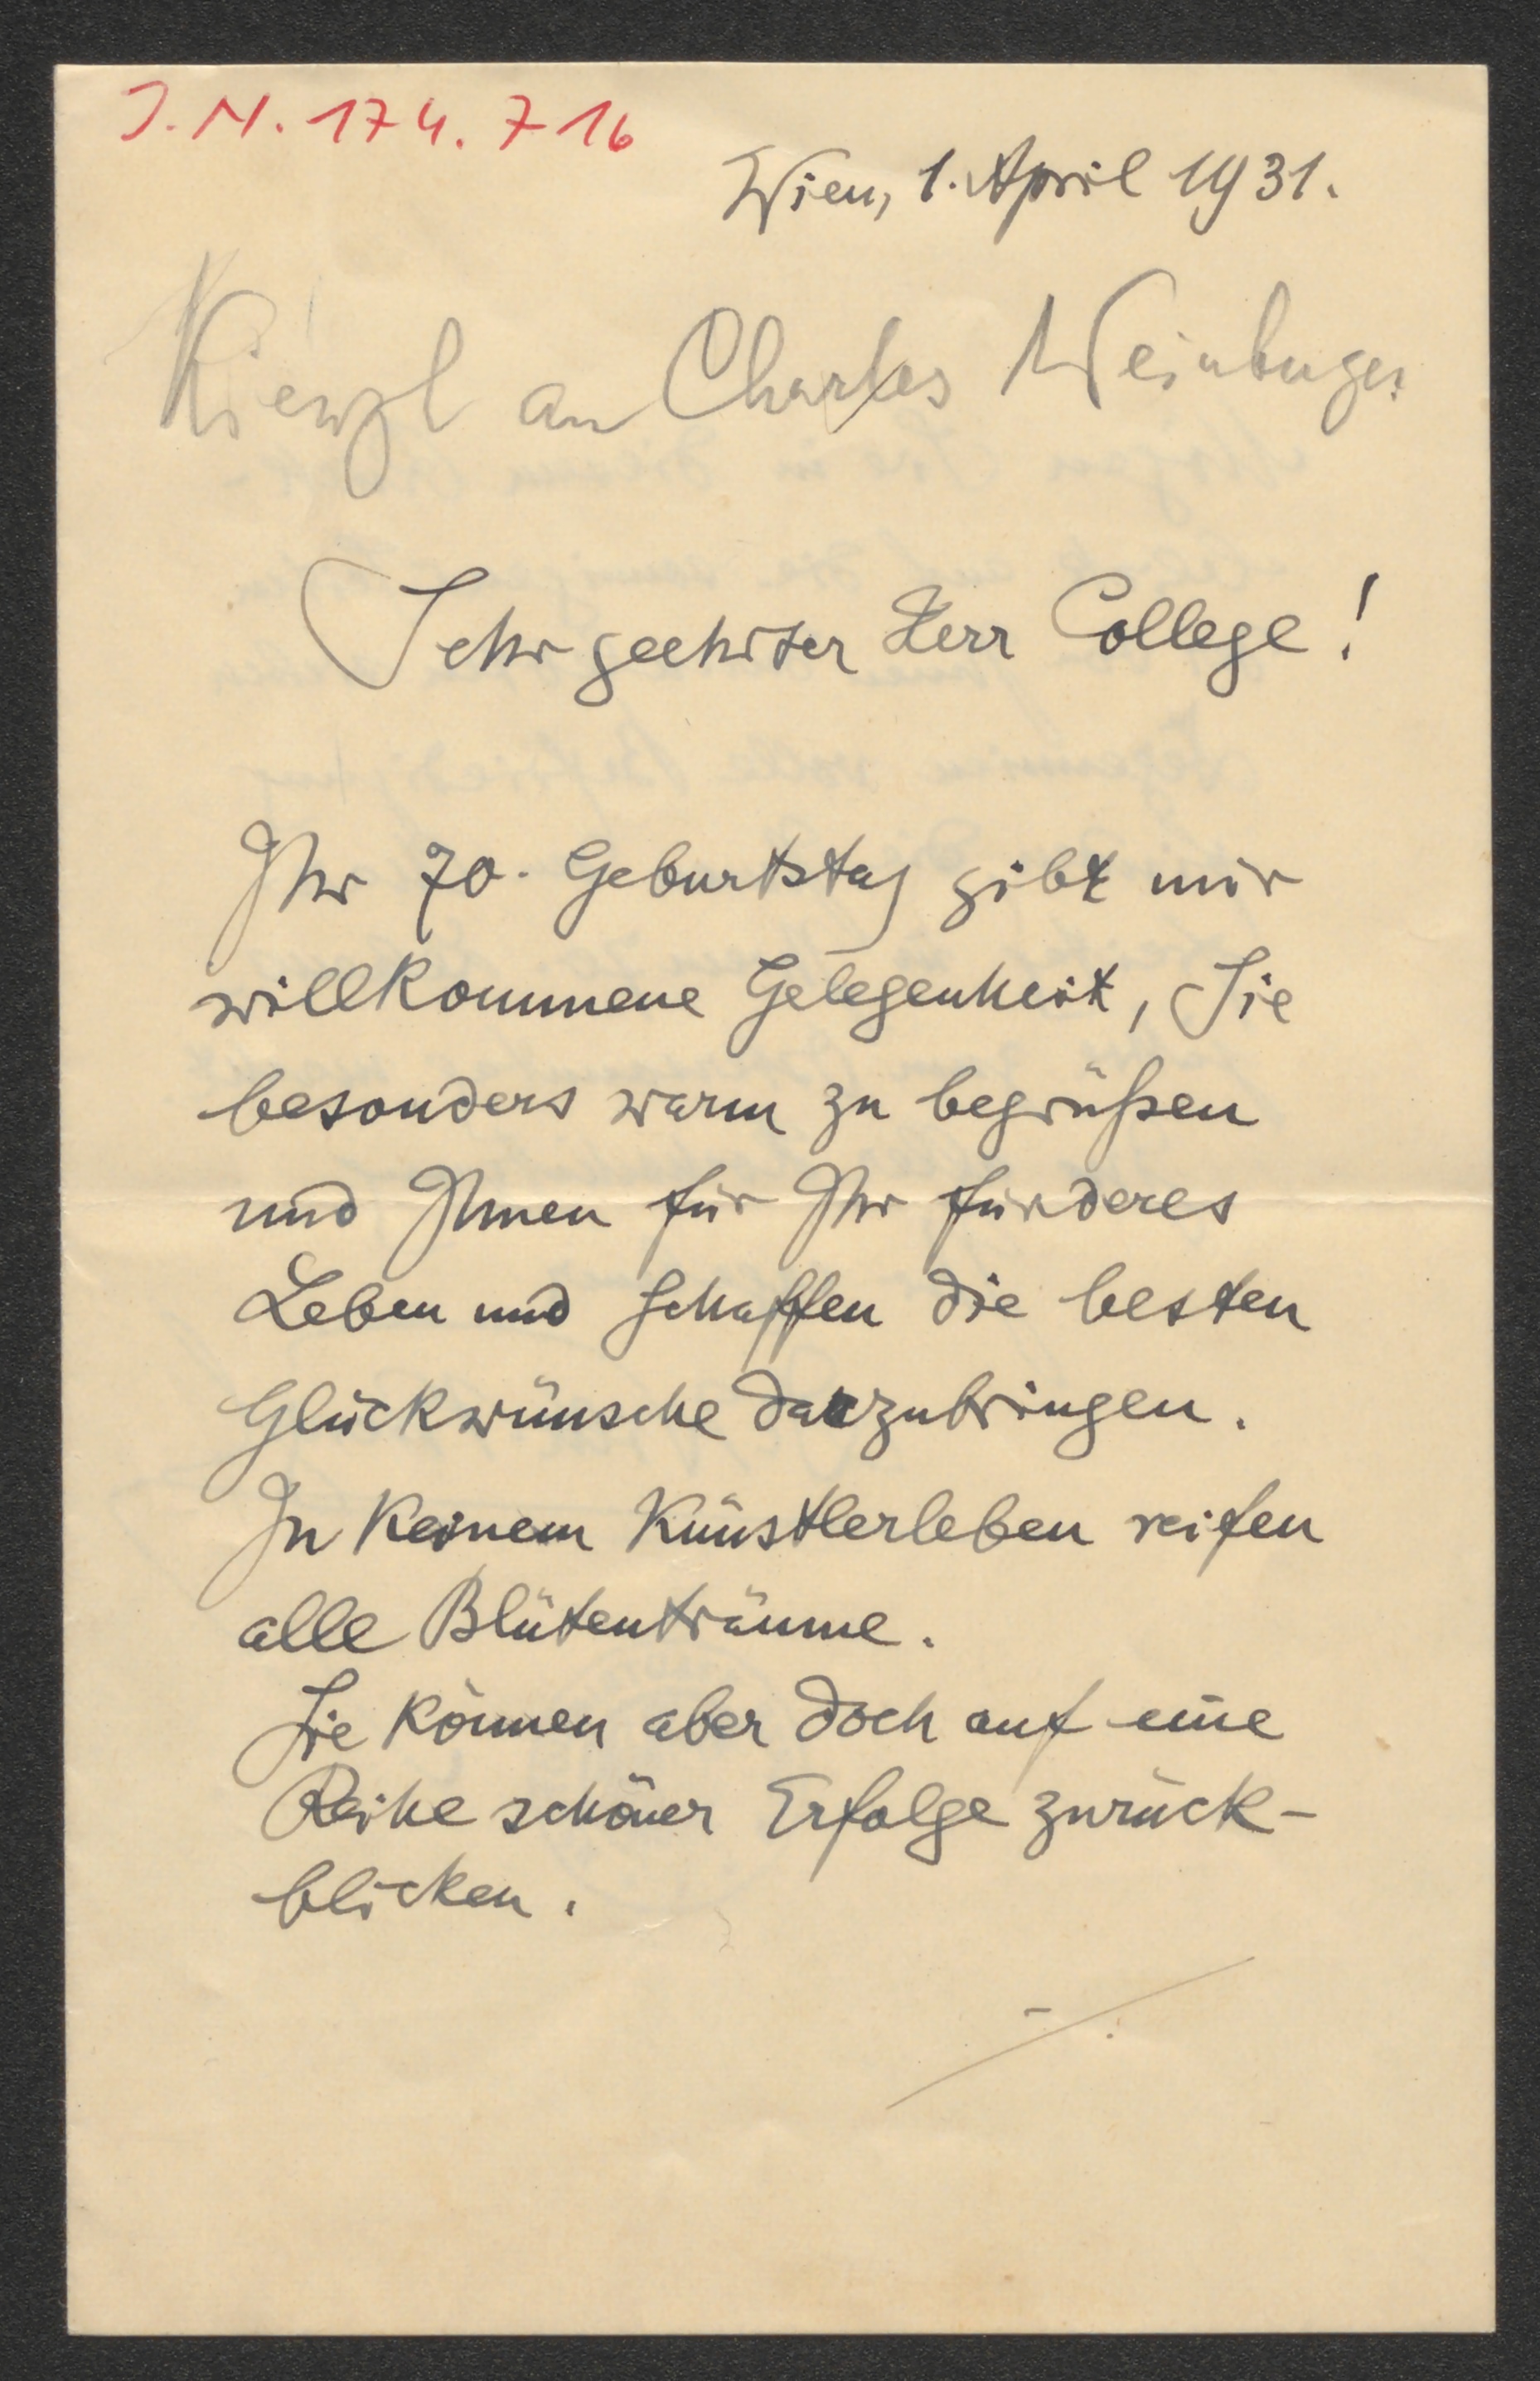 J.N. 174.716
Wien, 1. April 1931.
Kienzl an Charles Weinberger
Sehr geehrter Herr College!
Ihr 70. Geburtstag gibt mir
willkommene Gelegenheit, Sie
besonders warm zu begrüßen
und Ihnen für Ihr fürderes
Leben und Schaffen die besten
Glückwünsche darzubringen.
In keinem Künstlerleben reifen
alle Blütenträume.
Sie können aber doch auf eine
Reihe schöner Erfolge zurück-
blicken.